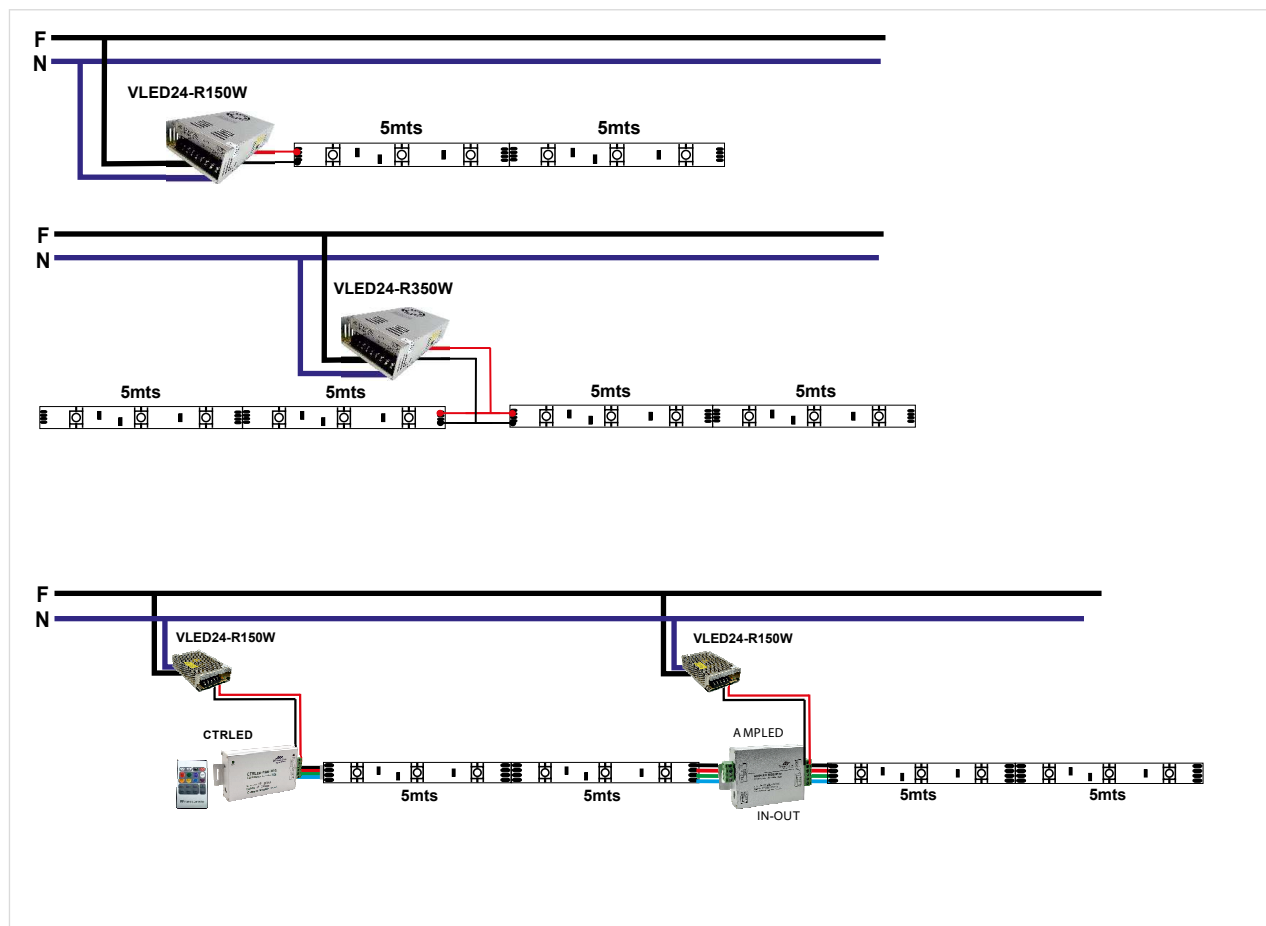 F
N
VLED24-R150W
5mts 5mts
F
N
VLED24-R350W
5mts 5mts 5mts 5mts
F
N
VLED24-R150W VLED24-R150W
CTRLED AMPLED
5mts 5mts 5mts 5mts
IN-OUT